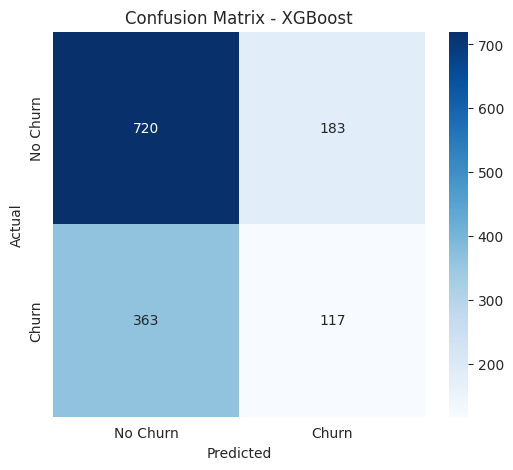 Confusion Matrix - XGBoost
No Churn
Churn
Actual
720
183
363
117
No Churn
Churn
Predicted
700
600
500
400
300
200